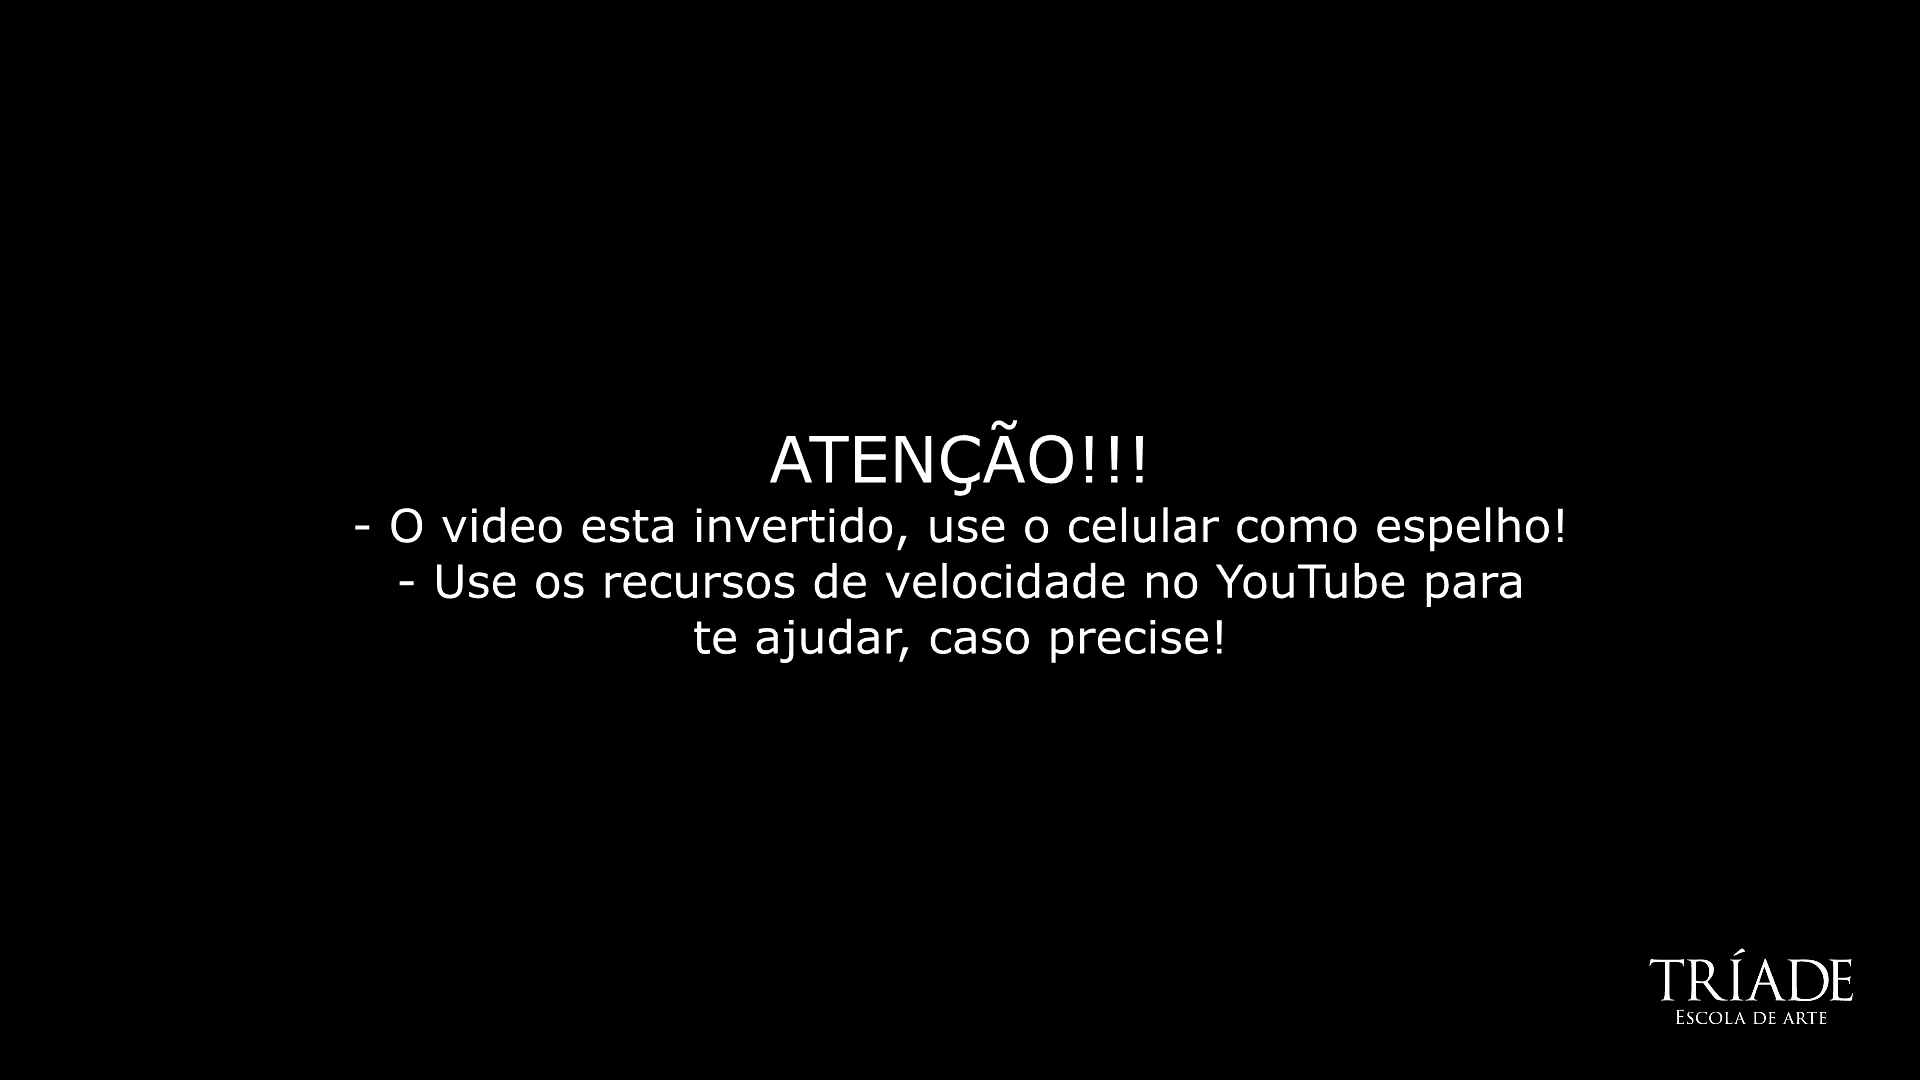 ATENÇÃO!!!
- O video esta invertido, use o celular como espelho!
- Use os recursos de velocidade no YouTube para
te ajudar, caso precise!
TRÍADE
ESCOLA DE ARTE